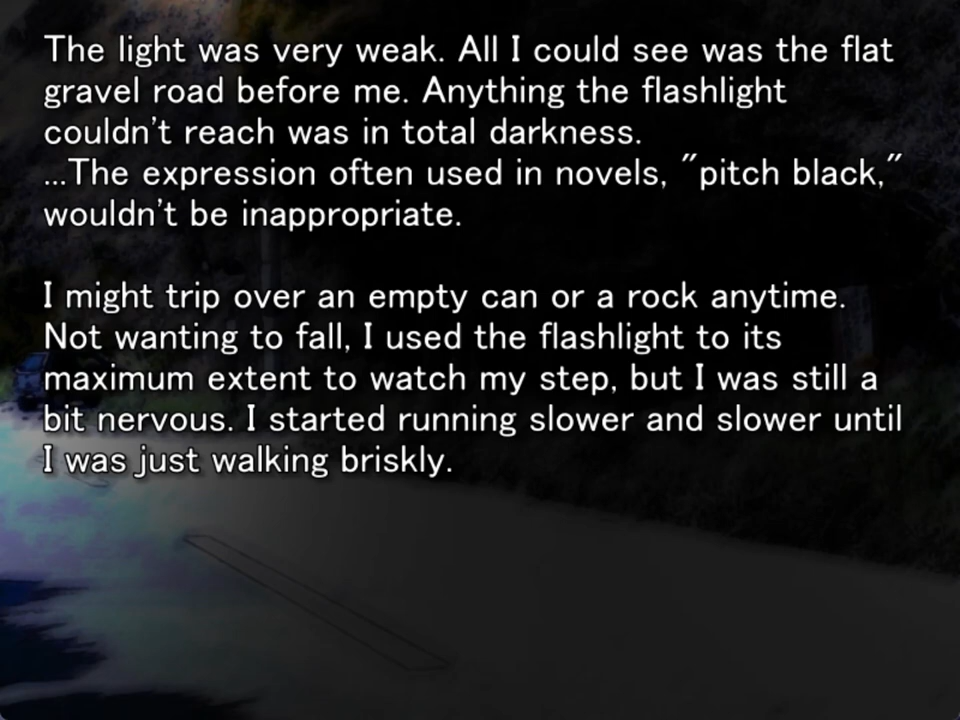 The light was very weak. All I could see was the flat
gravel road before me. Anything the flashlight
couldn't reach was in total darkness.
...The expression often used in novels, "pitch black,"
wouldn't be inappropriate.
I might trip over an empty can or a rock anytime.
Not wanting to fall, I used the flashlight to its
maximum extent to watch my step, but I was still a
bit nervous. I started running slower and slower until
I was just walking briskly.